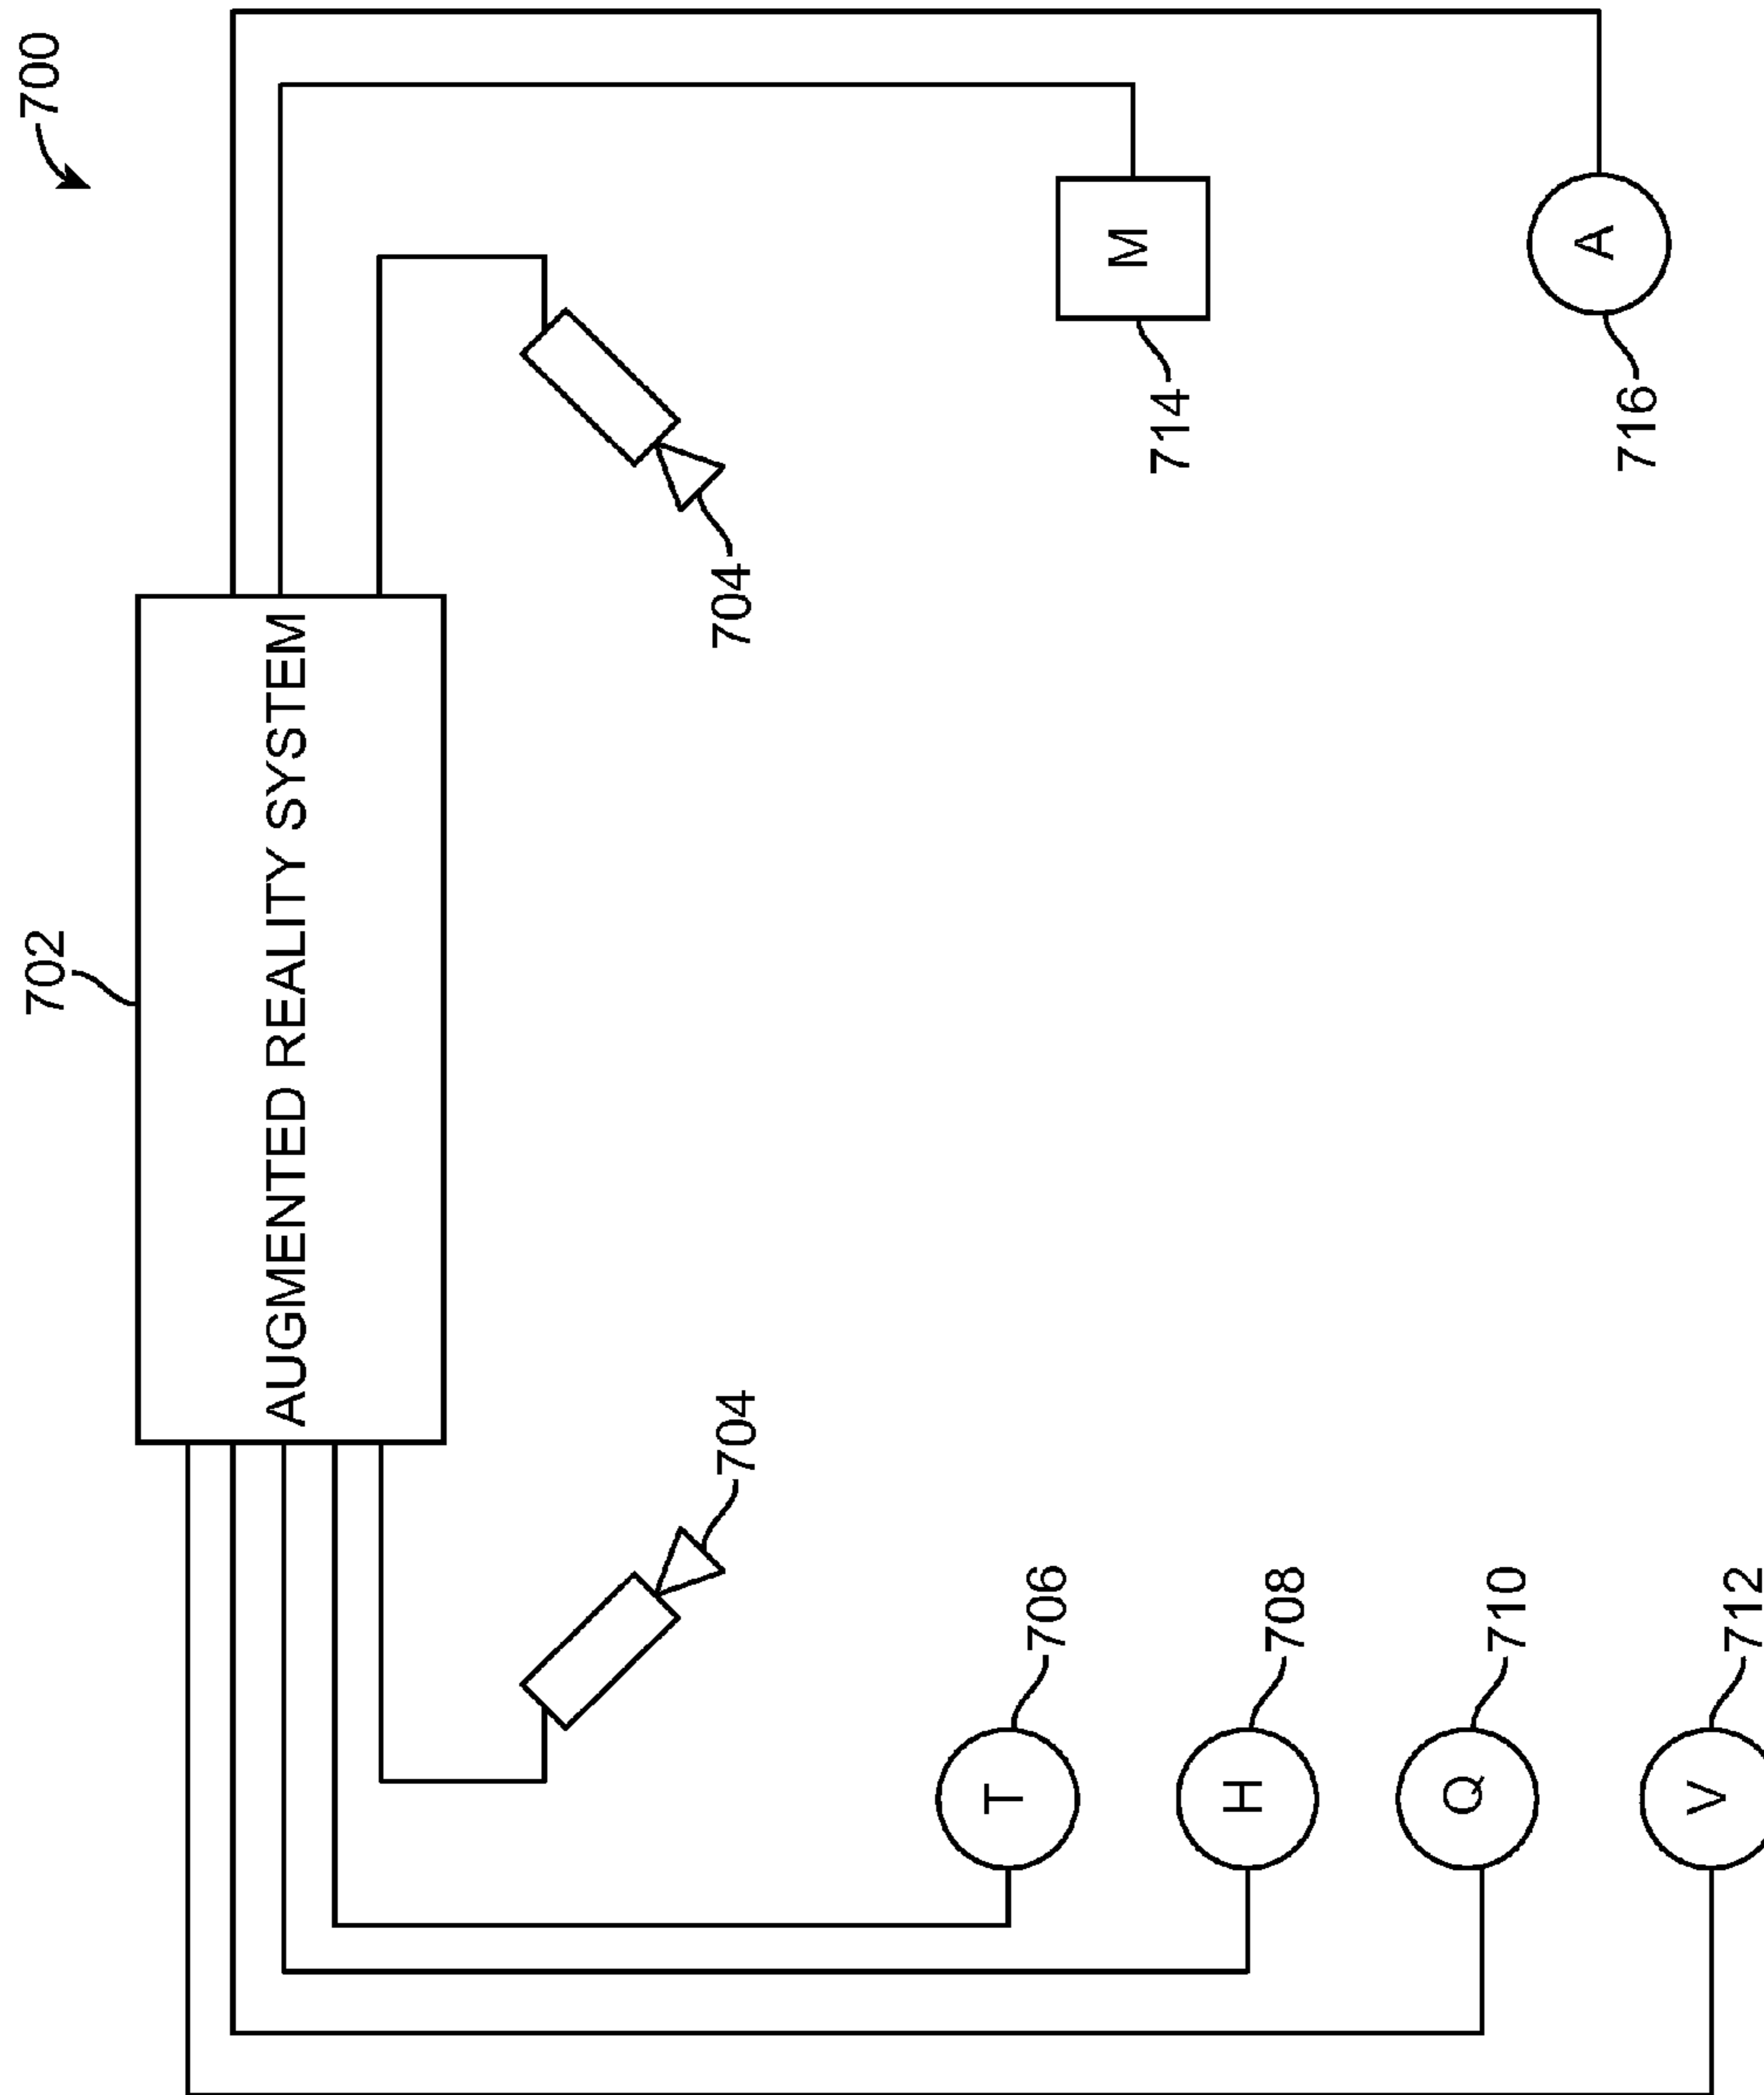 702
700
AUGMENTED REALITY SYSTEM
704
704
T
706
M
714
H
708
Q
710
A
716
V
712